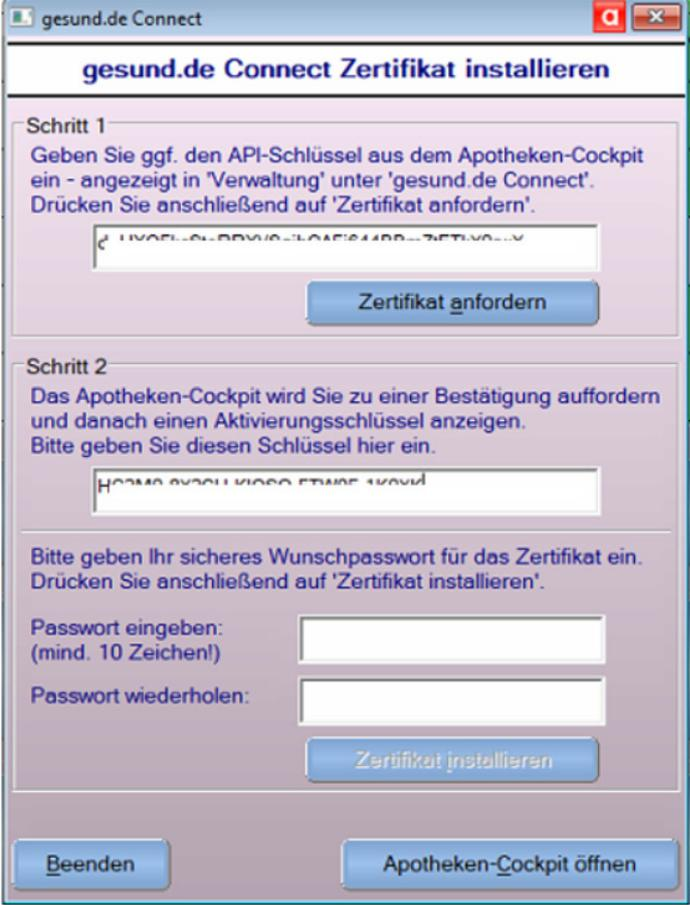 gesund.de Connect
a
gesund.de Connect Zertifikat installieren
Schritt 1
Geben Sie ggf. den API-Schlüssel aus dem Apotheken-Cockpit
ein - angezeigt in 'Verwaltung' unter 'gesund.de Connect'.
Drücken Sie anschließend auf 'Zertifikat anfordern'.
Zertifikat anfordern
Schritt 2
Das Apotheken-Cockpit wird Sie zu einer Bestätigung auffordern
und danach einen Aktivierungsschlüssel anzeigen.
Bitte geben Sie diesen Schlüssel hier ein.
Bitte geben Ihr sicheres Wunschpasswort für das Zertifikat ein.
Drücken Sie anschließend auf 'Zertifikat installieren'.
Passwort eingeben:
(mind. 10 Zeichen!)
Passwort wiederholen:
Zertifikat installieren
Beenden
Apotheken-Cockpit öffnen